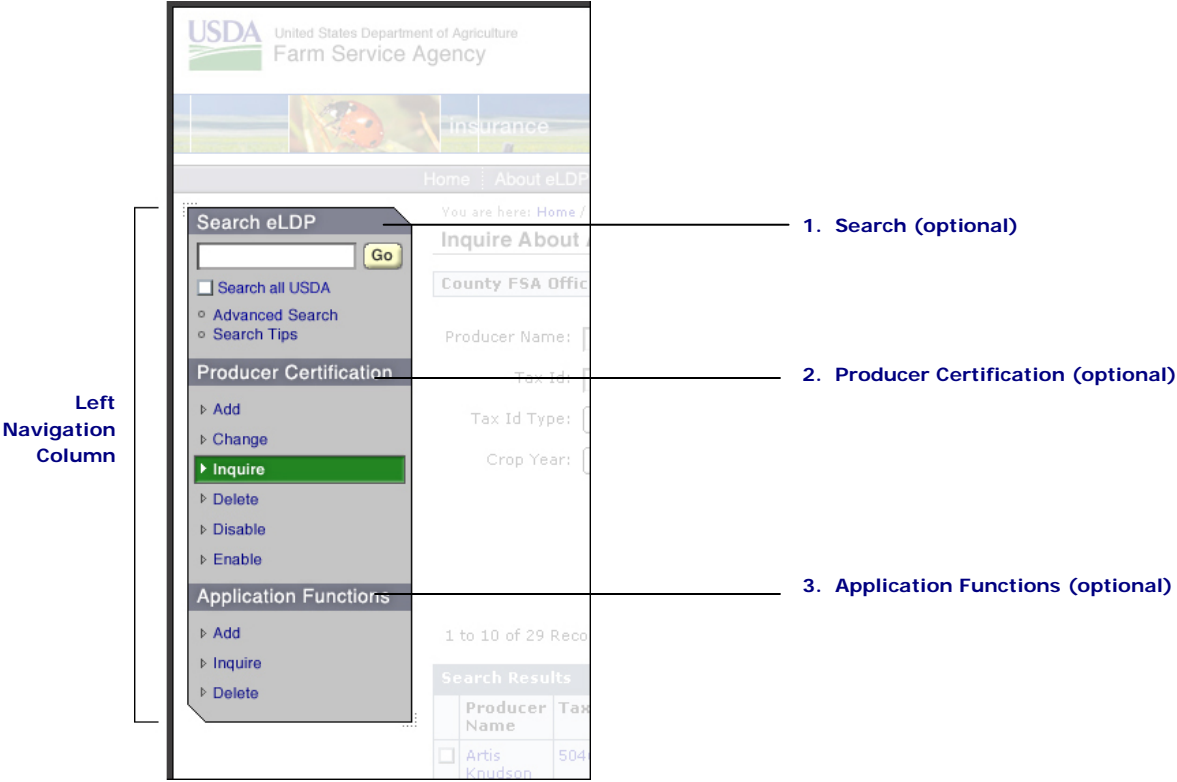 USDA United States Department of Agriculture
Farm Service Agency
Insurance
Home About eLDP
You are here: Home /
Inquire About
County FSA Offic
Producer Name:
Tax Id:
Tax Id Type:
Crop Year:
1 to 10 of 29 Reco
Search Results
Producer Name Tax
Artis Knudson 504
Left
Navigation
Column
Search eLDP
Go
Search all USDA
Advanced Search
Search Tips
Producer Certification
Add
Change
Inquire
Delete
Disable
Enable
Application Functions
Add
Inquire
Delete
1. Search (optional)
2. Producer Certification (optional)
3. Application Functions (optional)